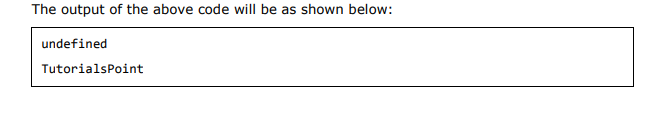 The output of the above code will be as shown below:
undefined
TutorialsPoint